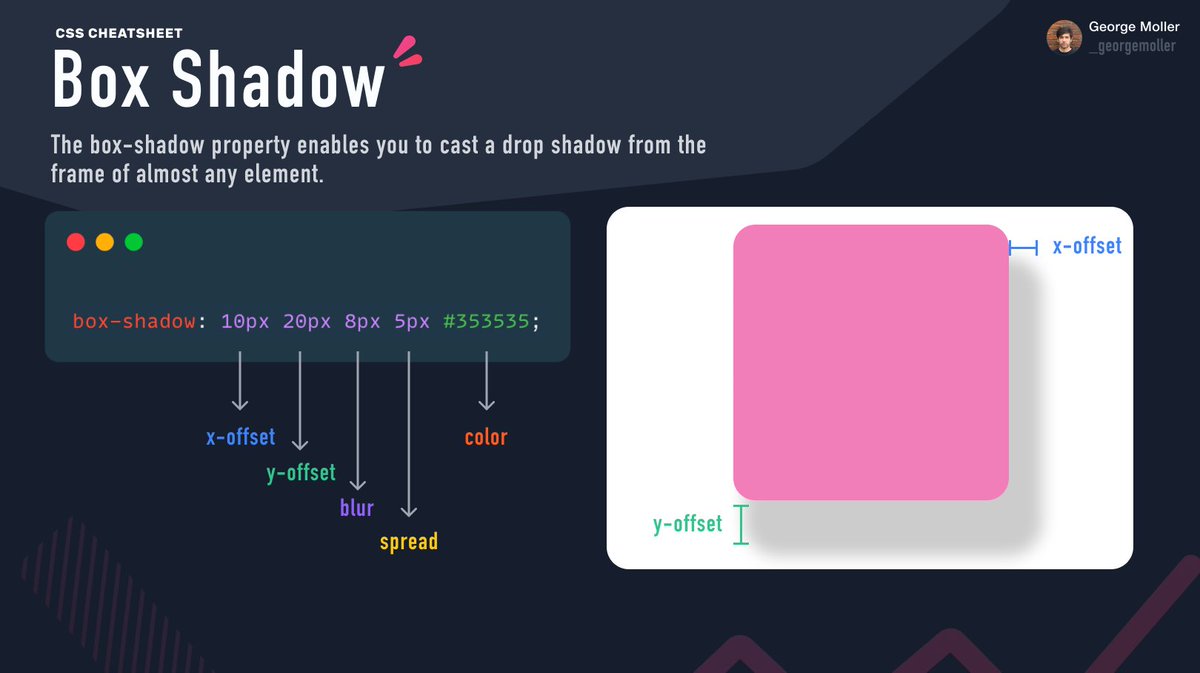 CSS CHEATSHEET
Box Shadow
George Moller
_georgemoller
The box-shadow property enables you to cast a drop shadow from the
frame of almost any element.
box-shadow: 10px 20px 8px 5px #353535;
x-offset
color
y-offset
blur
spread
x-offset
y-offset